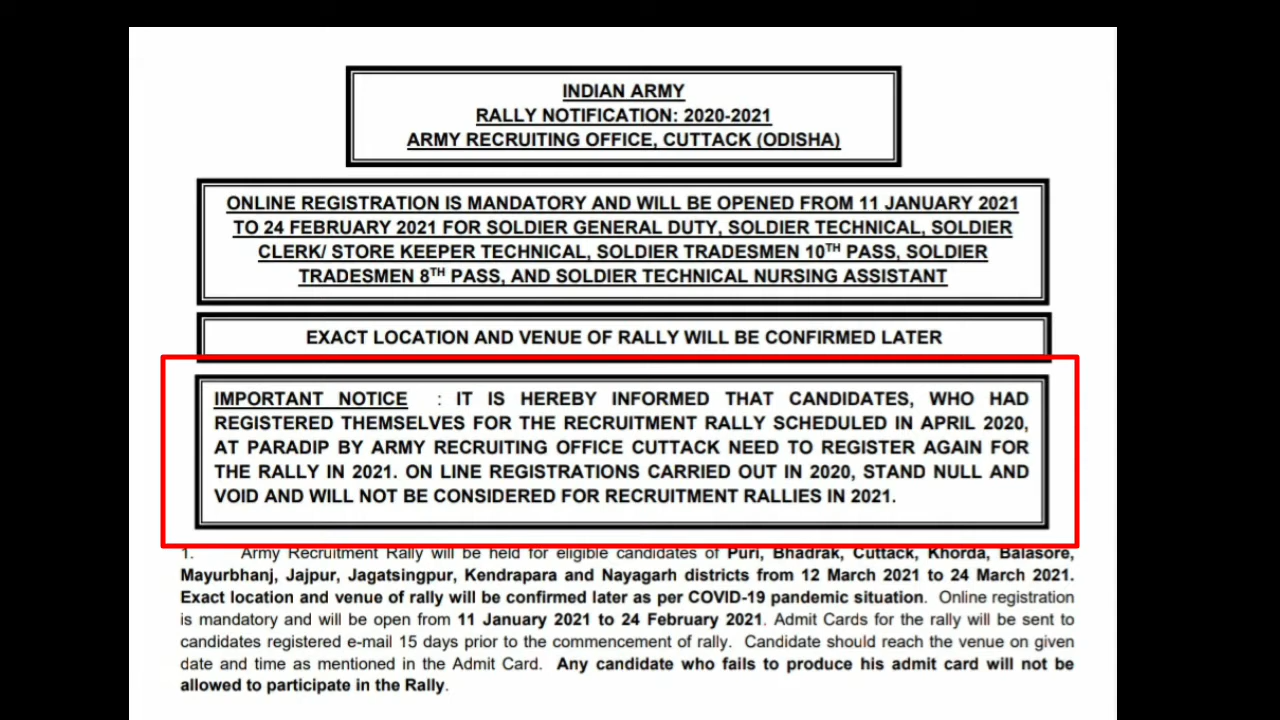 INDIAN ARMY
RALLY NOTIFICATION: 2020-2021
ARMY RECRUITING OFFICE, CUTTACK (ODISHA)
ONLINE REGISTRATION IS MANDATORY AND WILL BE OPENED FROM 11 JANUARY 2021
TO 24 FEBRUARY 2021 FOR SOLDIER GENERAL DUTY, SOLDIER TECHNICAL, SOLDIER
CLERK/ STORE KEEPER TECHNICAL, SOLDIER TRADESMEN 10TH PASS, SOLDIER
TRADESMEN 8TH PASS, AND SOLDIER TECHNICAL NURSING ASSISTANT
EXACT LOCATION AND VENUE OF RALLY WILL BE CONFIRMED LATER
IMPORTANT NOTICE : IT IS HEREBY INFORMED THAT CANDIDATES, WHO HAD
REGISTERED THEMSELVES FOR THE RECRUITMENT RALLY SCHEDULED IN APRIL 2020,
AT PARADIP BY ARMY RECRUITING OFFICE CUTTACK NEED TO REGISTER AGAIN FOR
THE RALLY IN 2021. ON LINE REGISTRATIONS CARRIED OUT IN 2020, STAND NULL AND
VOID AND WILL NOT BE CONSIDERED FOR RECRUITMENT RALLIES IN 2021.
1. Army Recruitment Rally will be held for eligible candidates of Puri, Bhadrak, Cuttack, Khorda, Balasore,
Mayurbhanj, Jajpur, Jagatsingpur, Kendrapara and Nayagarh districts from 12 March 2021 to 24 March 2021.
Exact location and venue of rally will be confirmed later as per COVID-19 pandemic situation. Online registration
is mandatory and will be open from 11 January 2021 to 24 February 2021. Admit Cards for the rally will be sent to
candidates registered e-mail 15 days prior to the commencement of rally. Candidate should reach the venue on given
date and time as mentioned in the Admit Card. Any candidate who fails to produce his admit card will not be
allowed to participate in the Rally.